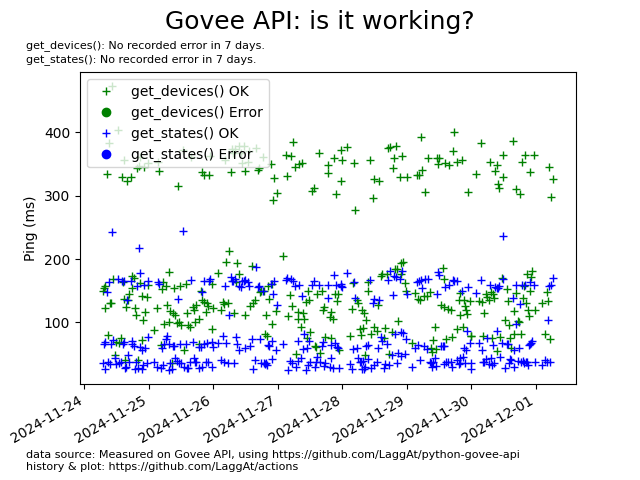 Govee API: is it working?
get_devices(): No recorded error in 7 days.
get_states(): No recorded error in 7 days.
get_devices() OK
get_devices() Error
get_states() OK
get_states() Error
400
300
200
100
Ping (ms)
2024-11-24
2024-11-25
2024-11-26
2024-11-27
2024-11-28
2024-11-29
2024-11-30
2024-12-01
data source: Measured on Govee API, using https://github.com/LaggAt/python-govee-api
history & plot: https://github.com/LaggAt/actions